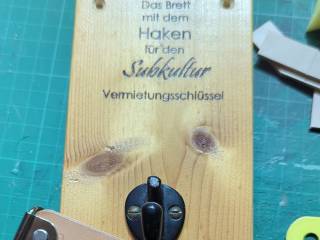 Das Brett
mit dem
Haken
für den
Subkultur
Vermietungsschlüssel